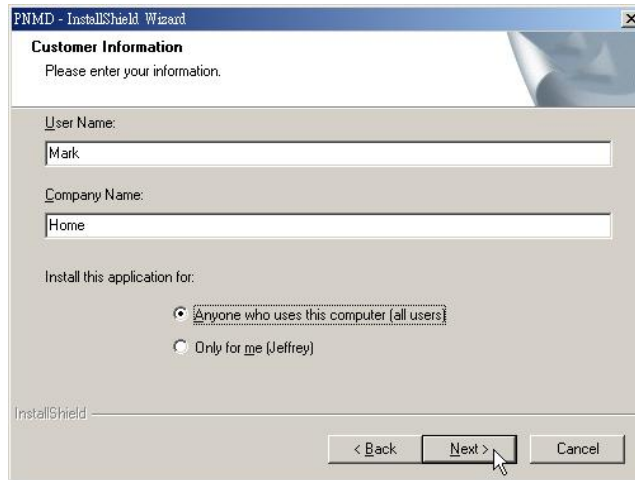 PNMD - InstallShield Wizard
Customer Information
Please enter your information.
User Name:
Mark
Company Name:
Home
Install this application for:
Anyone who uses this computer (all users)
Only for me (Jeffrey)
InstallShield
< Back Next > Cancel